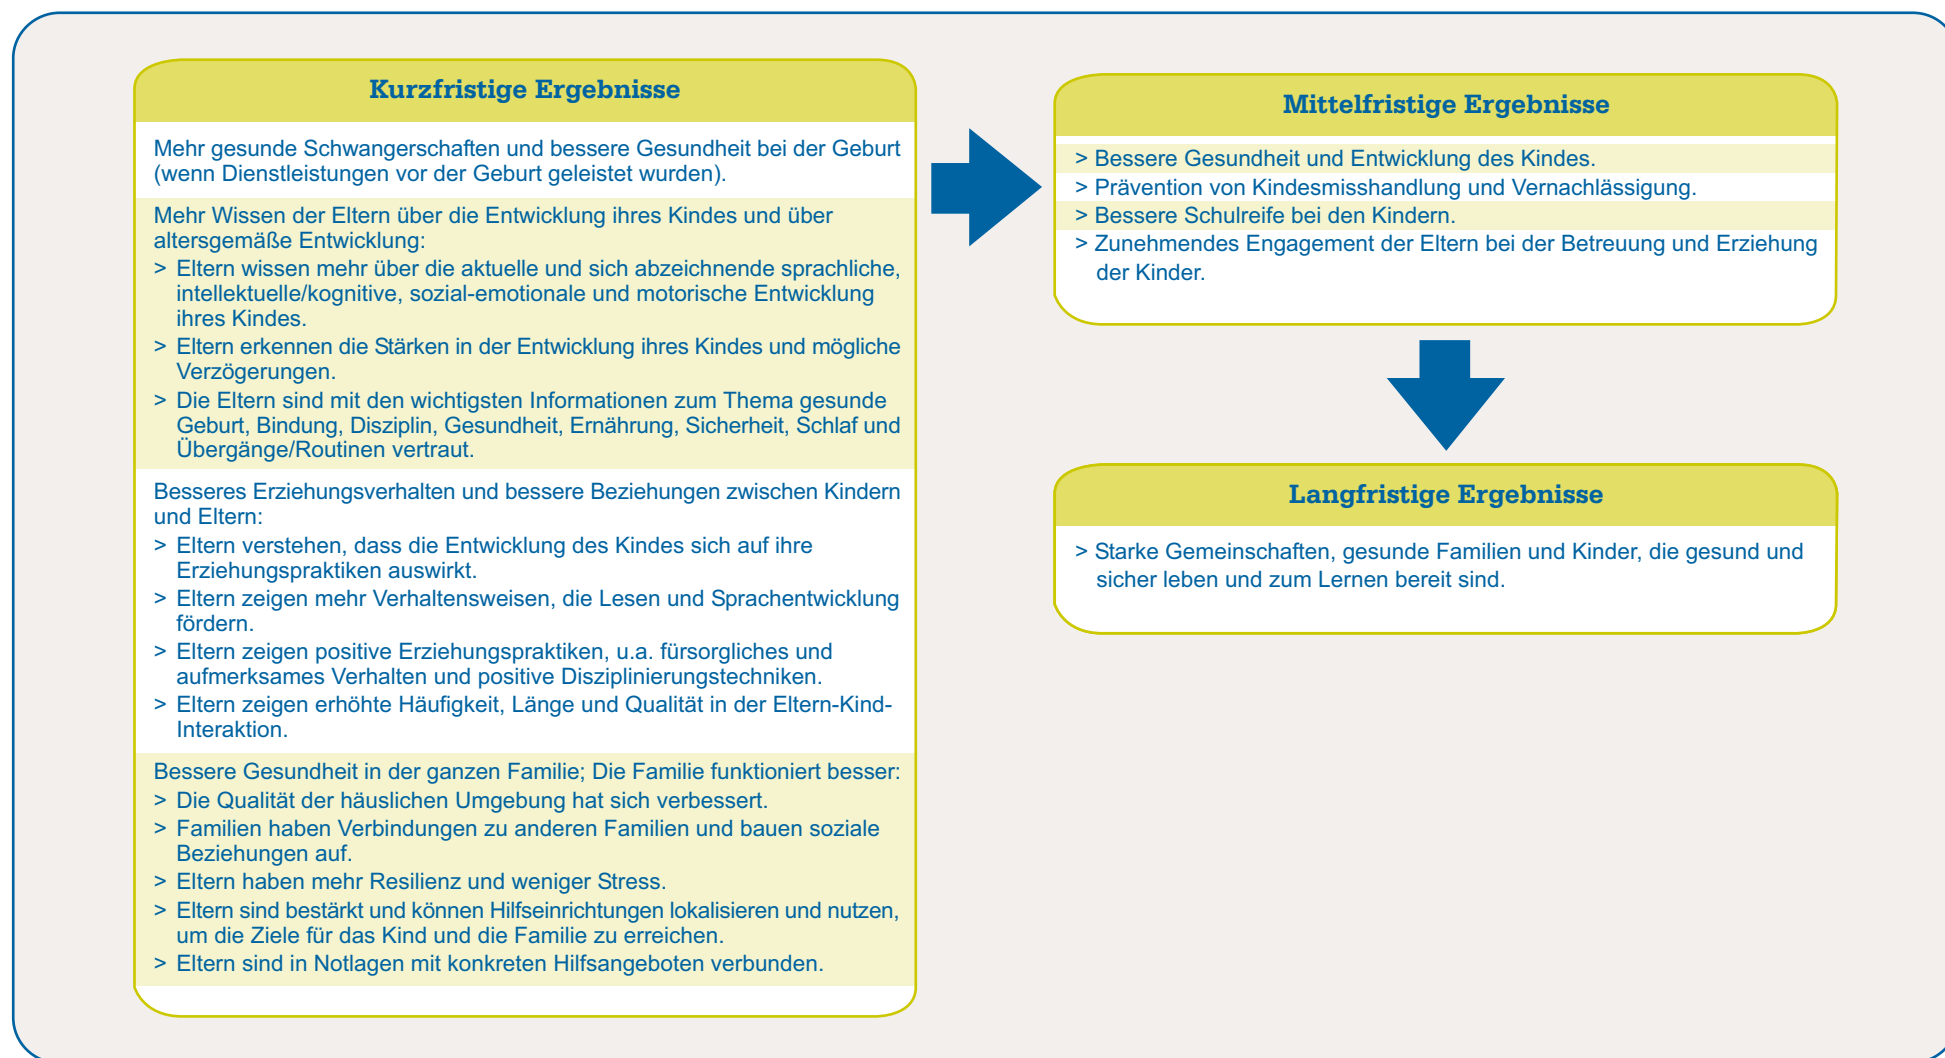 Kurzfristige Ergebnisse
Mehr gesunde Schwangerschaften und bessere Gesundheit bei der Geburt
(wenn Dienstleistungen vor der Geburt geleistet wurden).
Mehr Wissen der Eltern über die Entwicklung ihres Kindes und über
altersgemäße Entwicklung:
> Eltern wissen mehr über die aktuelle und sich abzeichnende sprachliche,
intellektuelle/kognitive, sozial-emotionale und motorische Entwicklung
ihres Kindes.
> Eltern erkennen die Stärken in der Entwicklung ihres Kindes und mögliche
Verzögerungen.
> Die Eltern sind mit den wichtigsten Informationen zum Thema gesunde
Geburt, Bindung, Disziplin, Gesundheit, Ernährung, Sicherheit, Schlaf und
Übergänge/Routinen vertraut.
Besseres Erziehungsverhalten und bessere Beziehungen zwischen Kindern
und Eltern:
> Eltern verstehen, dass die Entwicklung des Kindes sich auf ihre
Erziehungspraktiken auswirkt.
> Eltern zeigen mehr Verhaltensweisen, die Lesen und Sprachentwicklung
fördern.
> Eltern zeigen positive Erziehungspraktiken, u.a. fürsorgliches und
aufmerksames Verhalten und positive Disziplinierungstechniken.
> Eltern zeigen erhöhte Häufigkeit, Länge und Qualität in der Eltern-Kind-
Interaktion.
Bessere Gesundheit in der ganzen Familie; Die Familie funktioniert besser:
> Die Qualität der häuslichen Umgebung hat sich verbessert.
> Familien haben Verbindungen zu anderen Familien und bauen soziale
Beziehungen auf.
> Eltern haben mehr Resilienz und weniger Stress.
> Eltern sind bestärkt und können Hilfseinrichtungen lokalisieren und nutzen,
um die Ziele für das Kind und die Familie zu erreichen.
> Eltern sind in Notlagen mit konkreten Hilfsangeboten verbunden.
Mittelfristige Ergebnisse
> Bessere Gesundheit und Entwicklung des Kindes.
> Prävention von Kindesmisshandlung und Vernachlässigung.
> Bessere Schulreife bei den Kindern.
> Zunehmendes Engagement der Eltern bei der Betreuung und Erziehung
der Kinder.
Langfristige Ergebnisse
> Starke Gemeinschaften, gesunde Familien und Kinder, die gesund und
sicher leben und zum Lernen bereit sind.